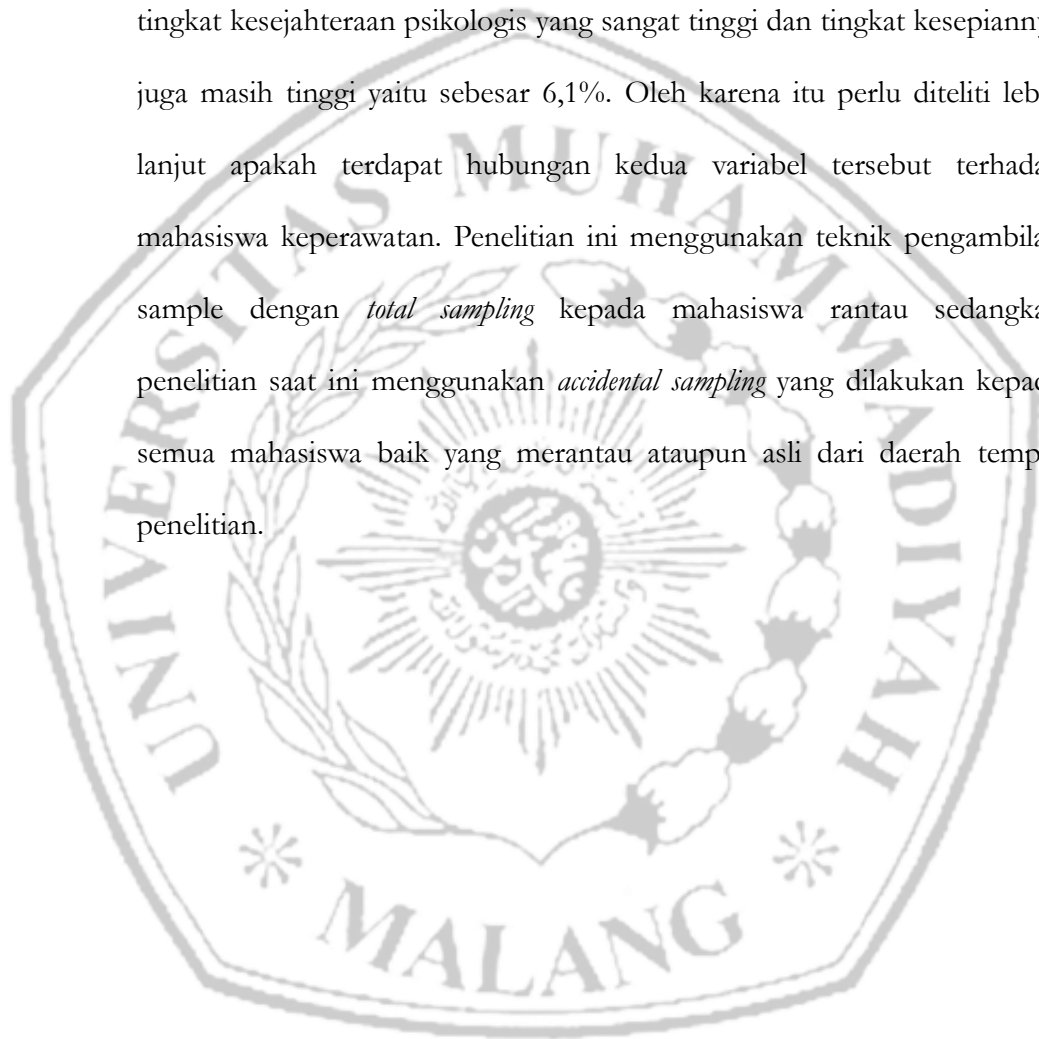 tingkat kesejahteraan psikologis yang sangat tinggi dan tingkat kesepianny
juga masih tinggi yaitu sebesar 6,1%. Oleh karena itu perlu diteliti leb
lanjut apakah terdapat hubungan kedua variabel tersebut terhada
mahasiswa keperawatan. Penelitian ini menggunakan teknik pengambila
sample dengan total sampling kepada mahasiswa rantau sedangka
penelitian saat ini menggunakan accidental sampling yang dilakukan kepad
semua mahasiswa baik yang merantau ataupun asli dari daerah temp
penelitian.
UNIVERSITAS MUHAMMADIYAH
MALANG